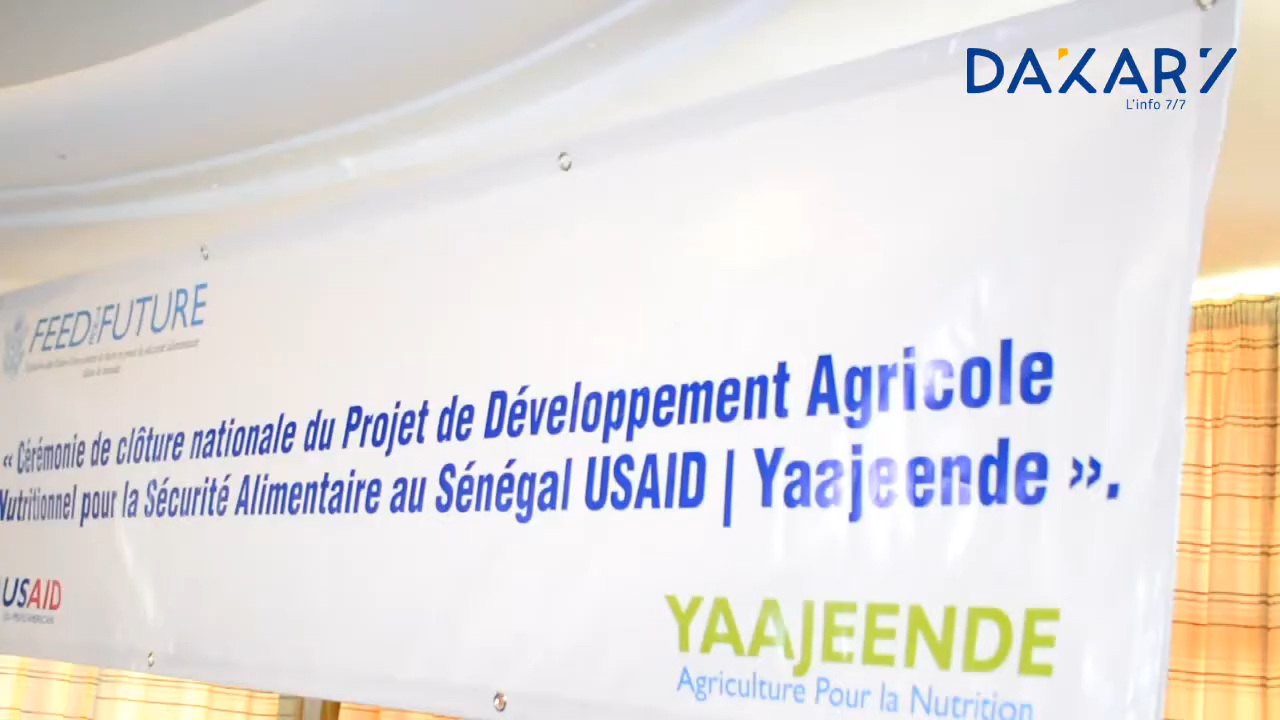 DAKAR7
L'info 7/7
FEED THE FUTURE
« Cérémonie de clôture nationale du Projet de Développement Agricole
Nutritionnel pour la Sécurité Alimentaire au Sénégal USAID | Yaajeende ».
USAID
YAAJEENDE
Agriculture Pour la Nutrition